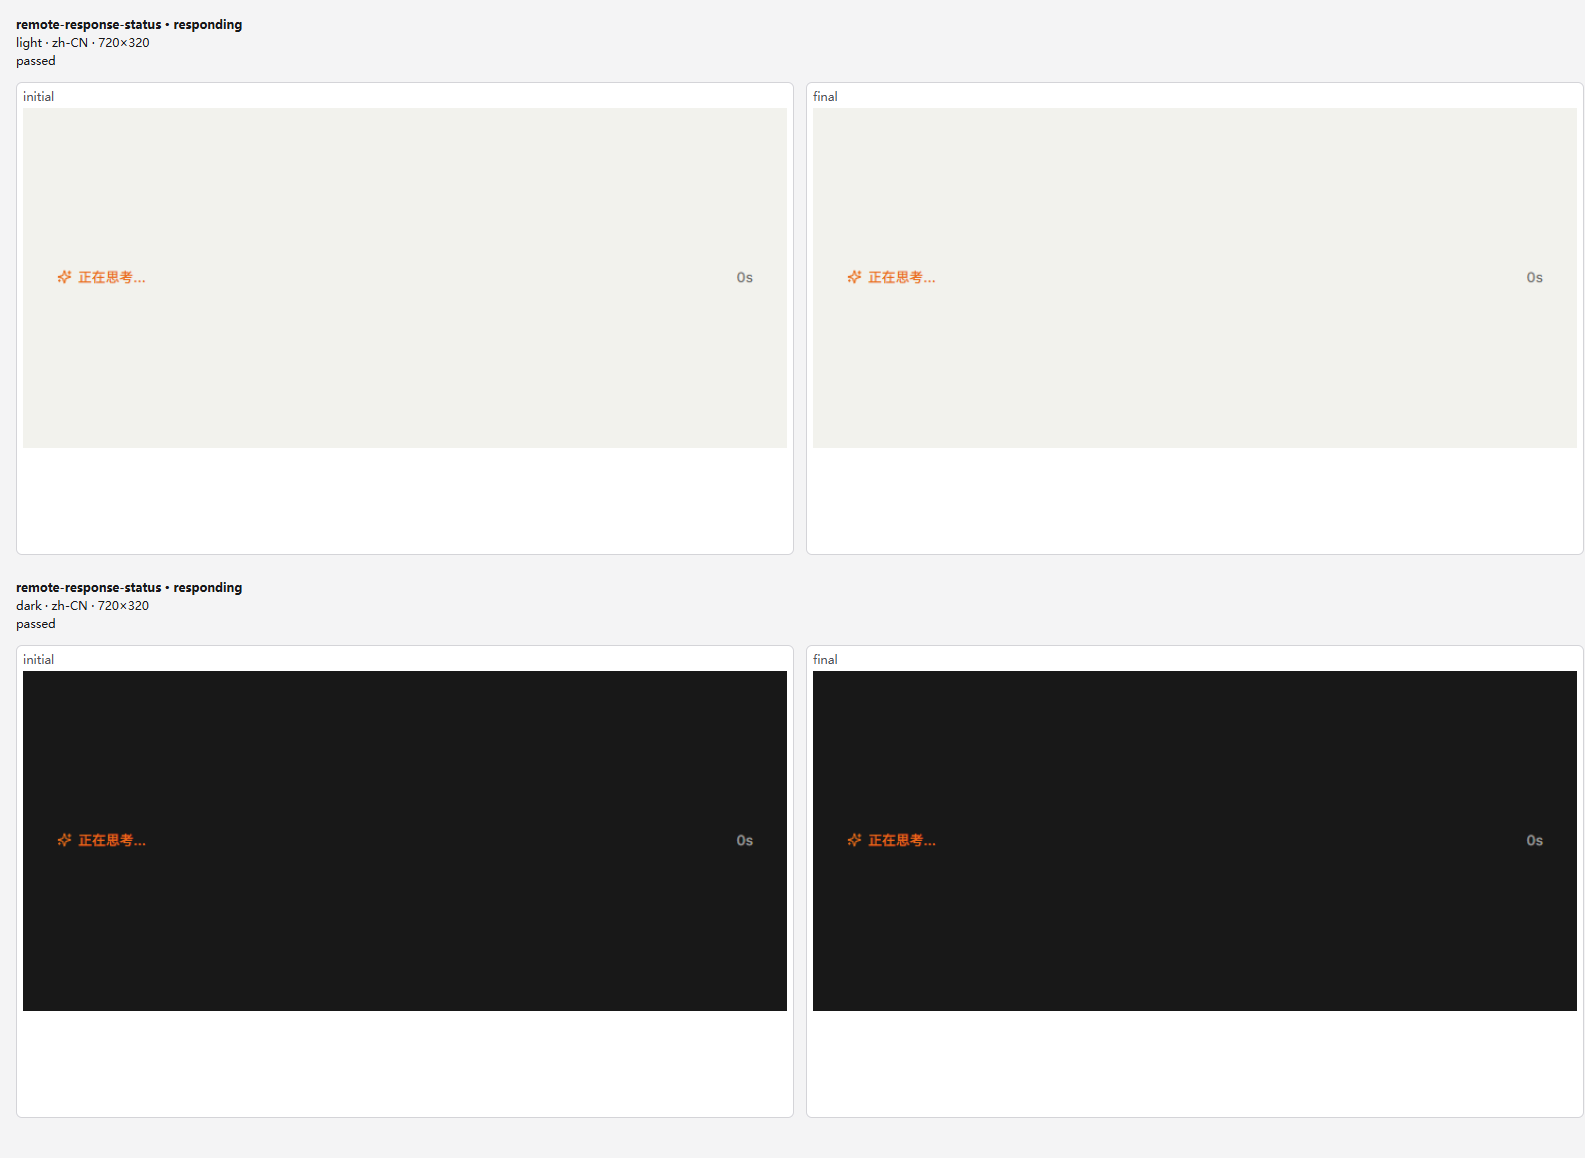 remote-response-status • responding
light · zh-CN · 720×320
passed
initial
正在思考...
0s
final
正在思考...
0s
remote-response-status • responding
dark · zh-CN · 720×320
passed
initial
正在思考...
0s
final
正在思考...
0s